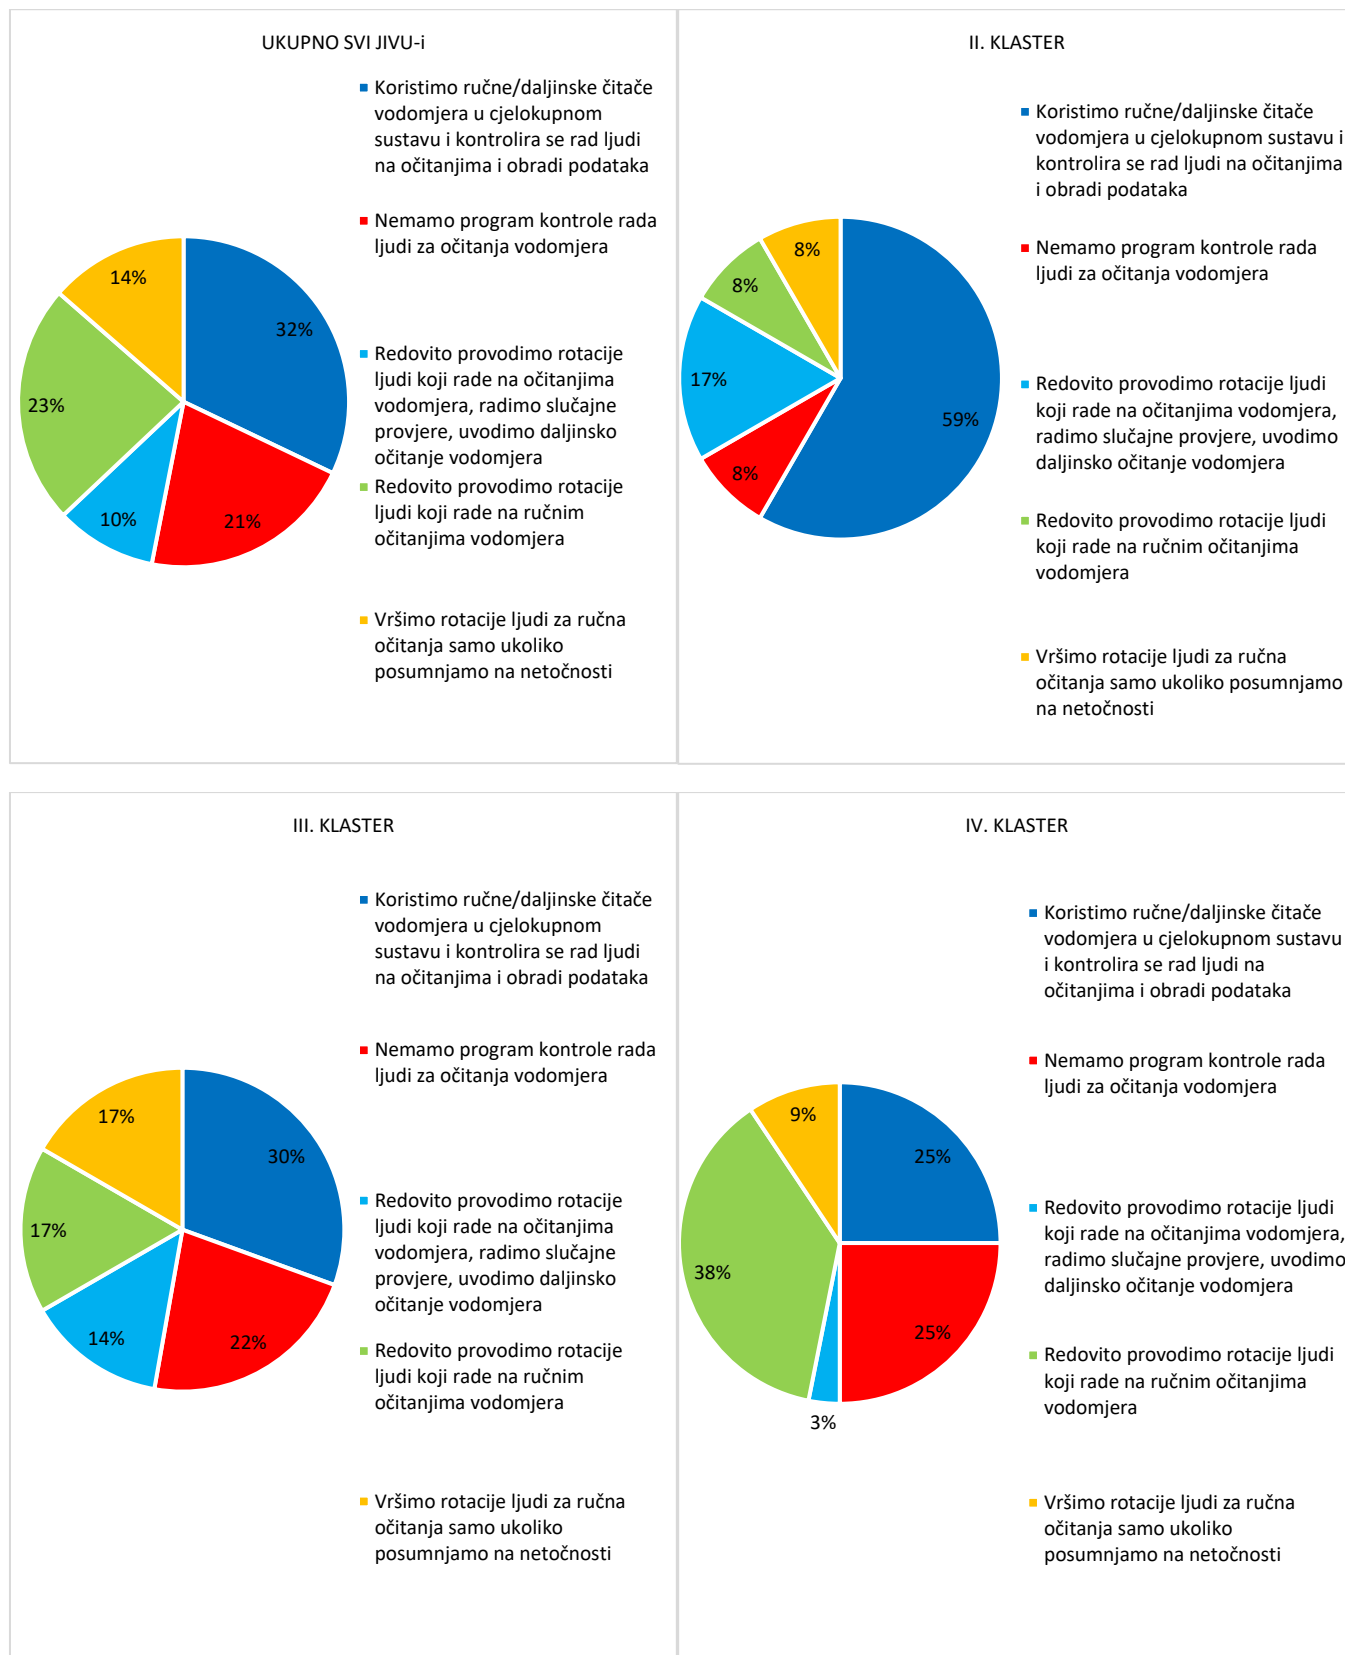 UKUPNO SVI JIVU-i
Koristimo ručne/daljinske čitače
vodomjera u cjelokupnom
sustavu i kontrolira se rad ljudi
na očitanjima i obradi podataka
Nemamo program kontrole rada
ljudi za očitanja vodomjera
Redovito provodimo rotacije
ljudi koji rade na očitanjima
vodomjera, radimo slučajne
provjere, uvodimo daljinsko
očitanje vodomjera
Redovito provodimo rotacije
ljudi koji rade na ručnim
očitanjima vodomjera
Vršimo rotacije ljudi za ručna
očitanja samo ukoliko
posumnjamo na netočnosti
14%
32%
23%
10%
21%
II. KLASTER
Koristimo ručne/daljinske čitače
vodomjera u cjelokupnom sustavu i
kontrolira se rad ljudi na očitanjima
i obradi podataka
Nemamo program kontrole rada
ljudi za očitanja vodomjera
Redovito provodimo rotacije ljudi
koji rade na očitanjima vodomjera,
radimo slučajne provjere, uvodimo
daljinsko očitanje vodomjera
Redovito provodimo rotacije ljudi
koji rade na ručnim očitanjima
vodomjera
Vršimo rotacije ljudi za ručna
očitanja samo ukoliko posumnjamo
na netočnosti
8%
8%
17%
59%
8%
III. KLASTER
Koristimo ručne/daljinske čitače
vodomjera u cjelokupnom
sustavu i kontrolira se rad ljudi
na očitanjima i obradi podataka
Nemamo program kontrole rada
ljudi za očitanja vodomjera
Redovito provodimo rotacije
ljudi koji rade na očitanjima
vodomjera, radimo slučajne
provjere, uvodimo daljinsko
očitanje vodomjera
Redovito provodimo rotacije
ljudi koji rade na ručnim
očitanjima vodomjera
Vršimo rotacije ljudi za ručna
očitanja samo ukoliko
posumnjamo na netočnosti
17%
30%
17%
14%
22%
IV. KLASTER
Koristimo ručne/daljinske čitače
vodomjera u cjelokupnom sustavu
i kontrolira se rad ljudi na
očitanjima i obradi podataka
Nemamo program kontrole rada
ljudi za očitanja vodomjera
Redovito provodimo rotacije ljudi
koji rade na očitanjima vodomjera,
radimo slučajne provjere, uvodimo
daljinsko očitanje vodomjera
Redovito provodimo rotacije ljudi
koji rade na ručnim očitanjima
vodomjera
Vršimo rotacije ljudi za ručna
očitanja samo ukoliko
posumnjamo na netočnosti
9%
25%
38%
25%
3%